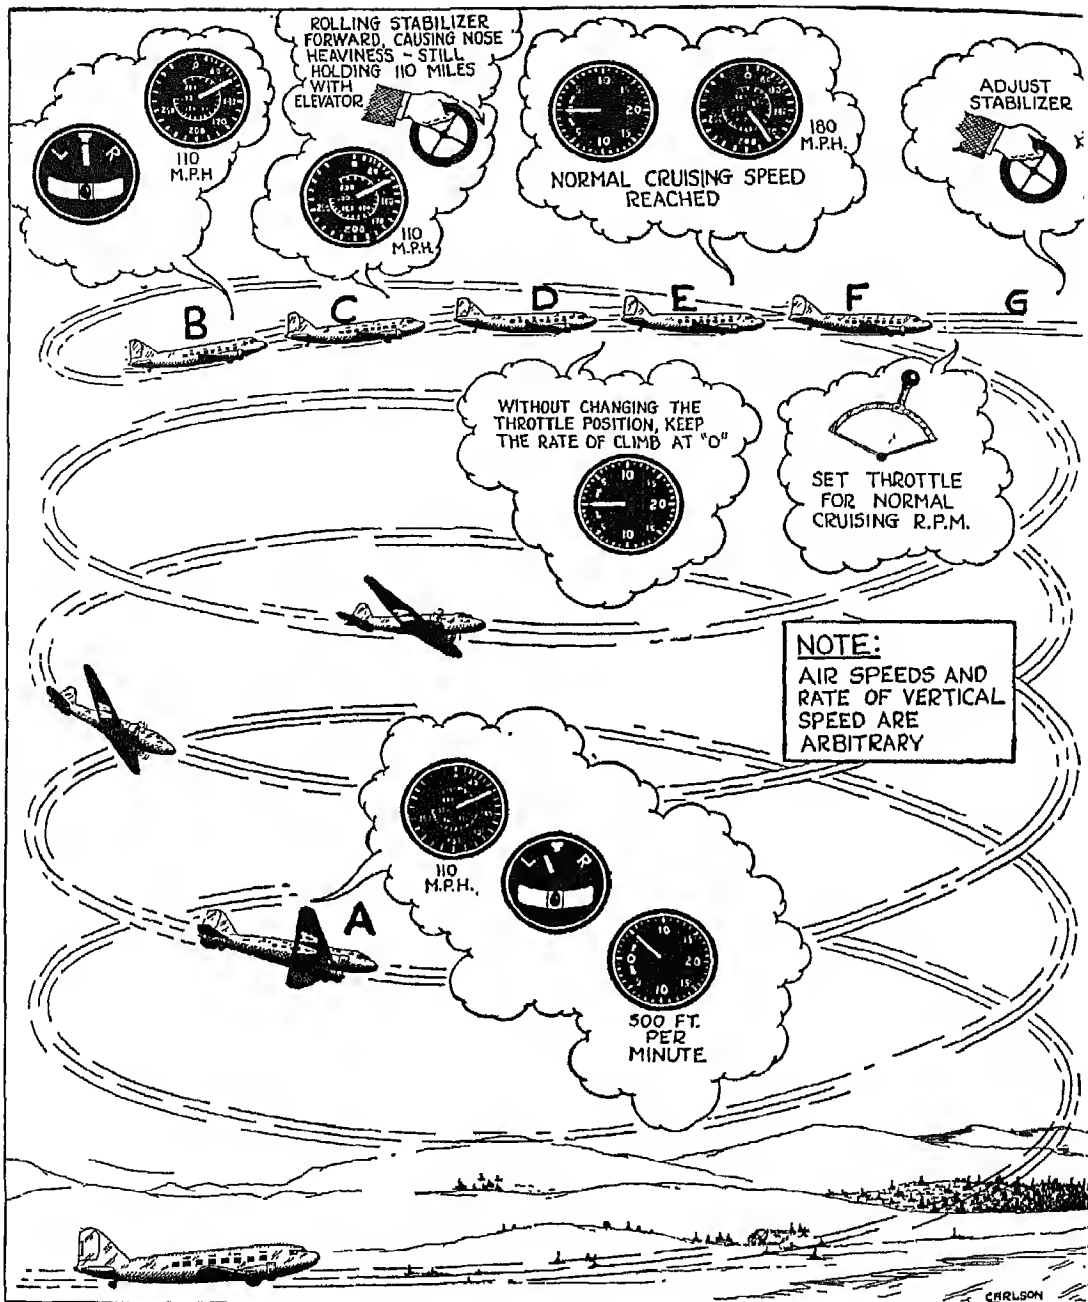 ROLLING STABILIZER
FORWARD, CAUSING NOSE
HEAVINESS - STILL
HOLDING 110 MILES
WITH
ELEVATOR
110
M.P.H
L R
110
M.P.H.
180
M.P.H.
NORMAL CRUISING SPEED
REACHED
ADJUST
STABILIZER
B
C
D
E
F
G
WITHOUT CHANGING THE
THROTTLE POSITION, KEEP
THE RATE OF CLIMB AT "O"
SET THROTTLE
FOR NORMAL
CRUISING R.P.M.
NOTE:
AIR SPEEDS AND
RATE OF VERTICAL
SPEED ARE
ARBITRARY
110
M.P.H.
L R
A
500 FT.
PER
MINUTE
CARLSON